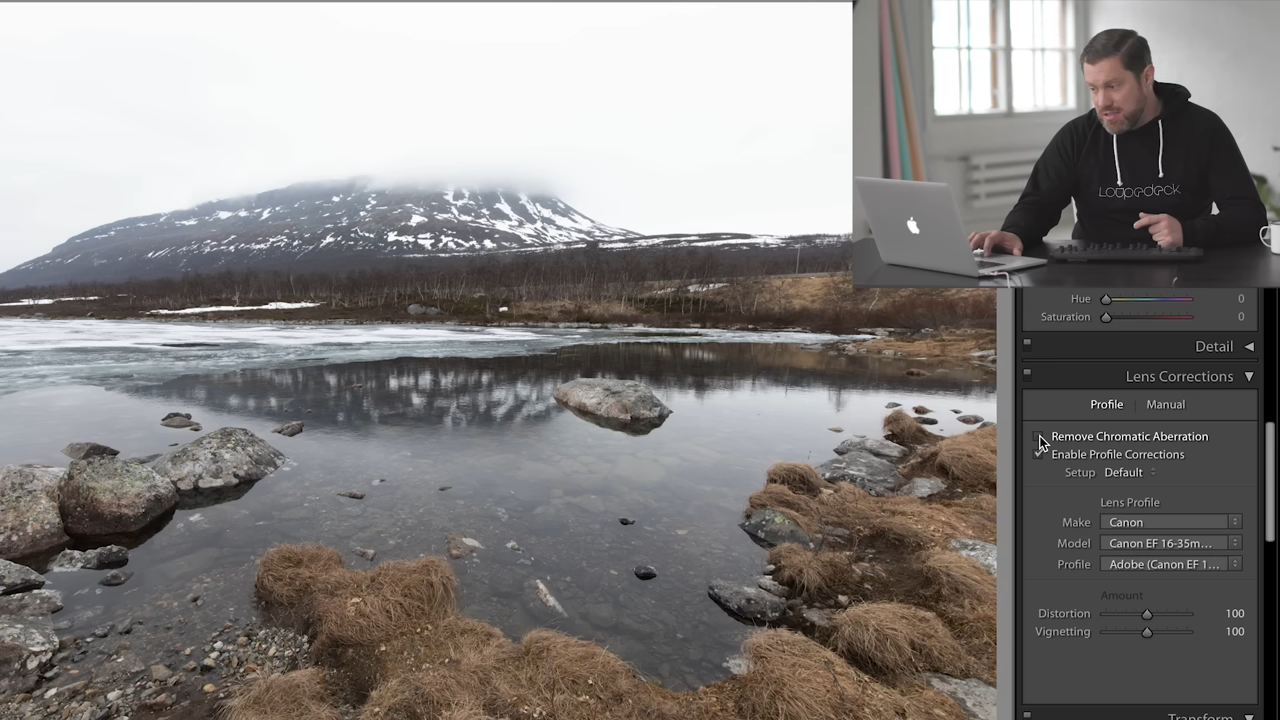 Loupedeck
Hue 0
Saturation 0
Detail
Lens Corrections
Profile Manual
Remove Chromatic Aberration
Enable Profile Corrections
Setup Default
Lens Profile
Make Canon
Model Canon EF 16-35m...
Profile Adobe (Canon EF 1...
Amount
Distortion 100
Vignetting 100
Transform